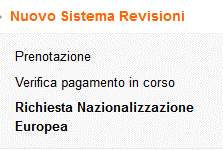 Nuovo Sistema Revisioni
Prenotazione
Verifica pagamento in corso
Richiesta Nazionalizzazione
Europea